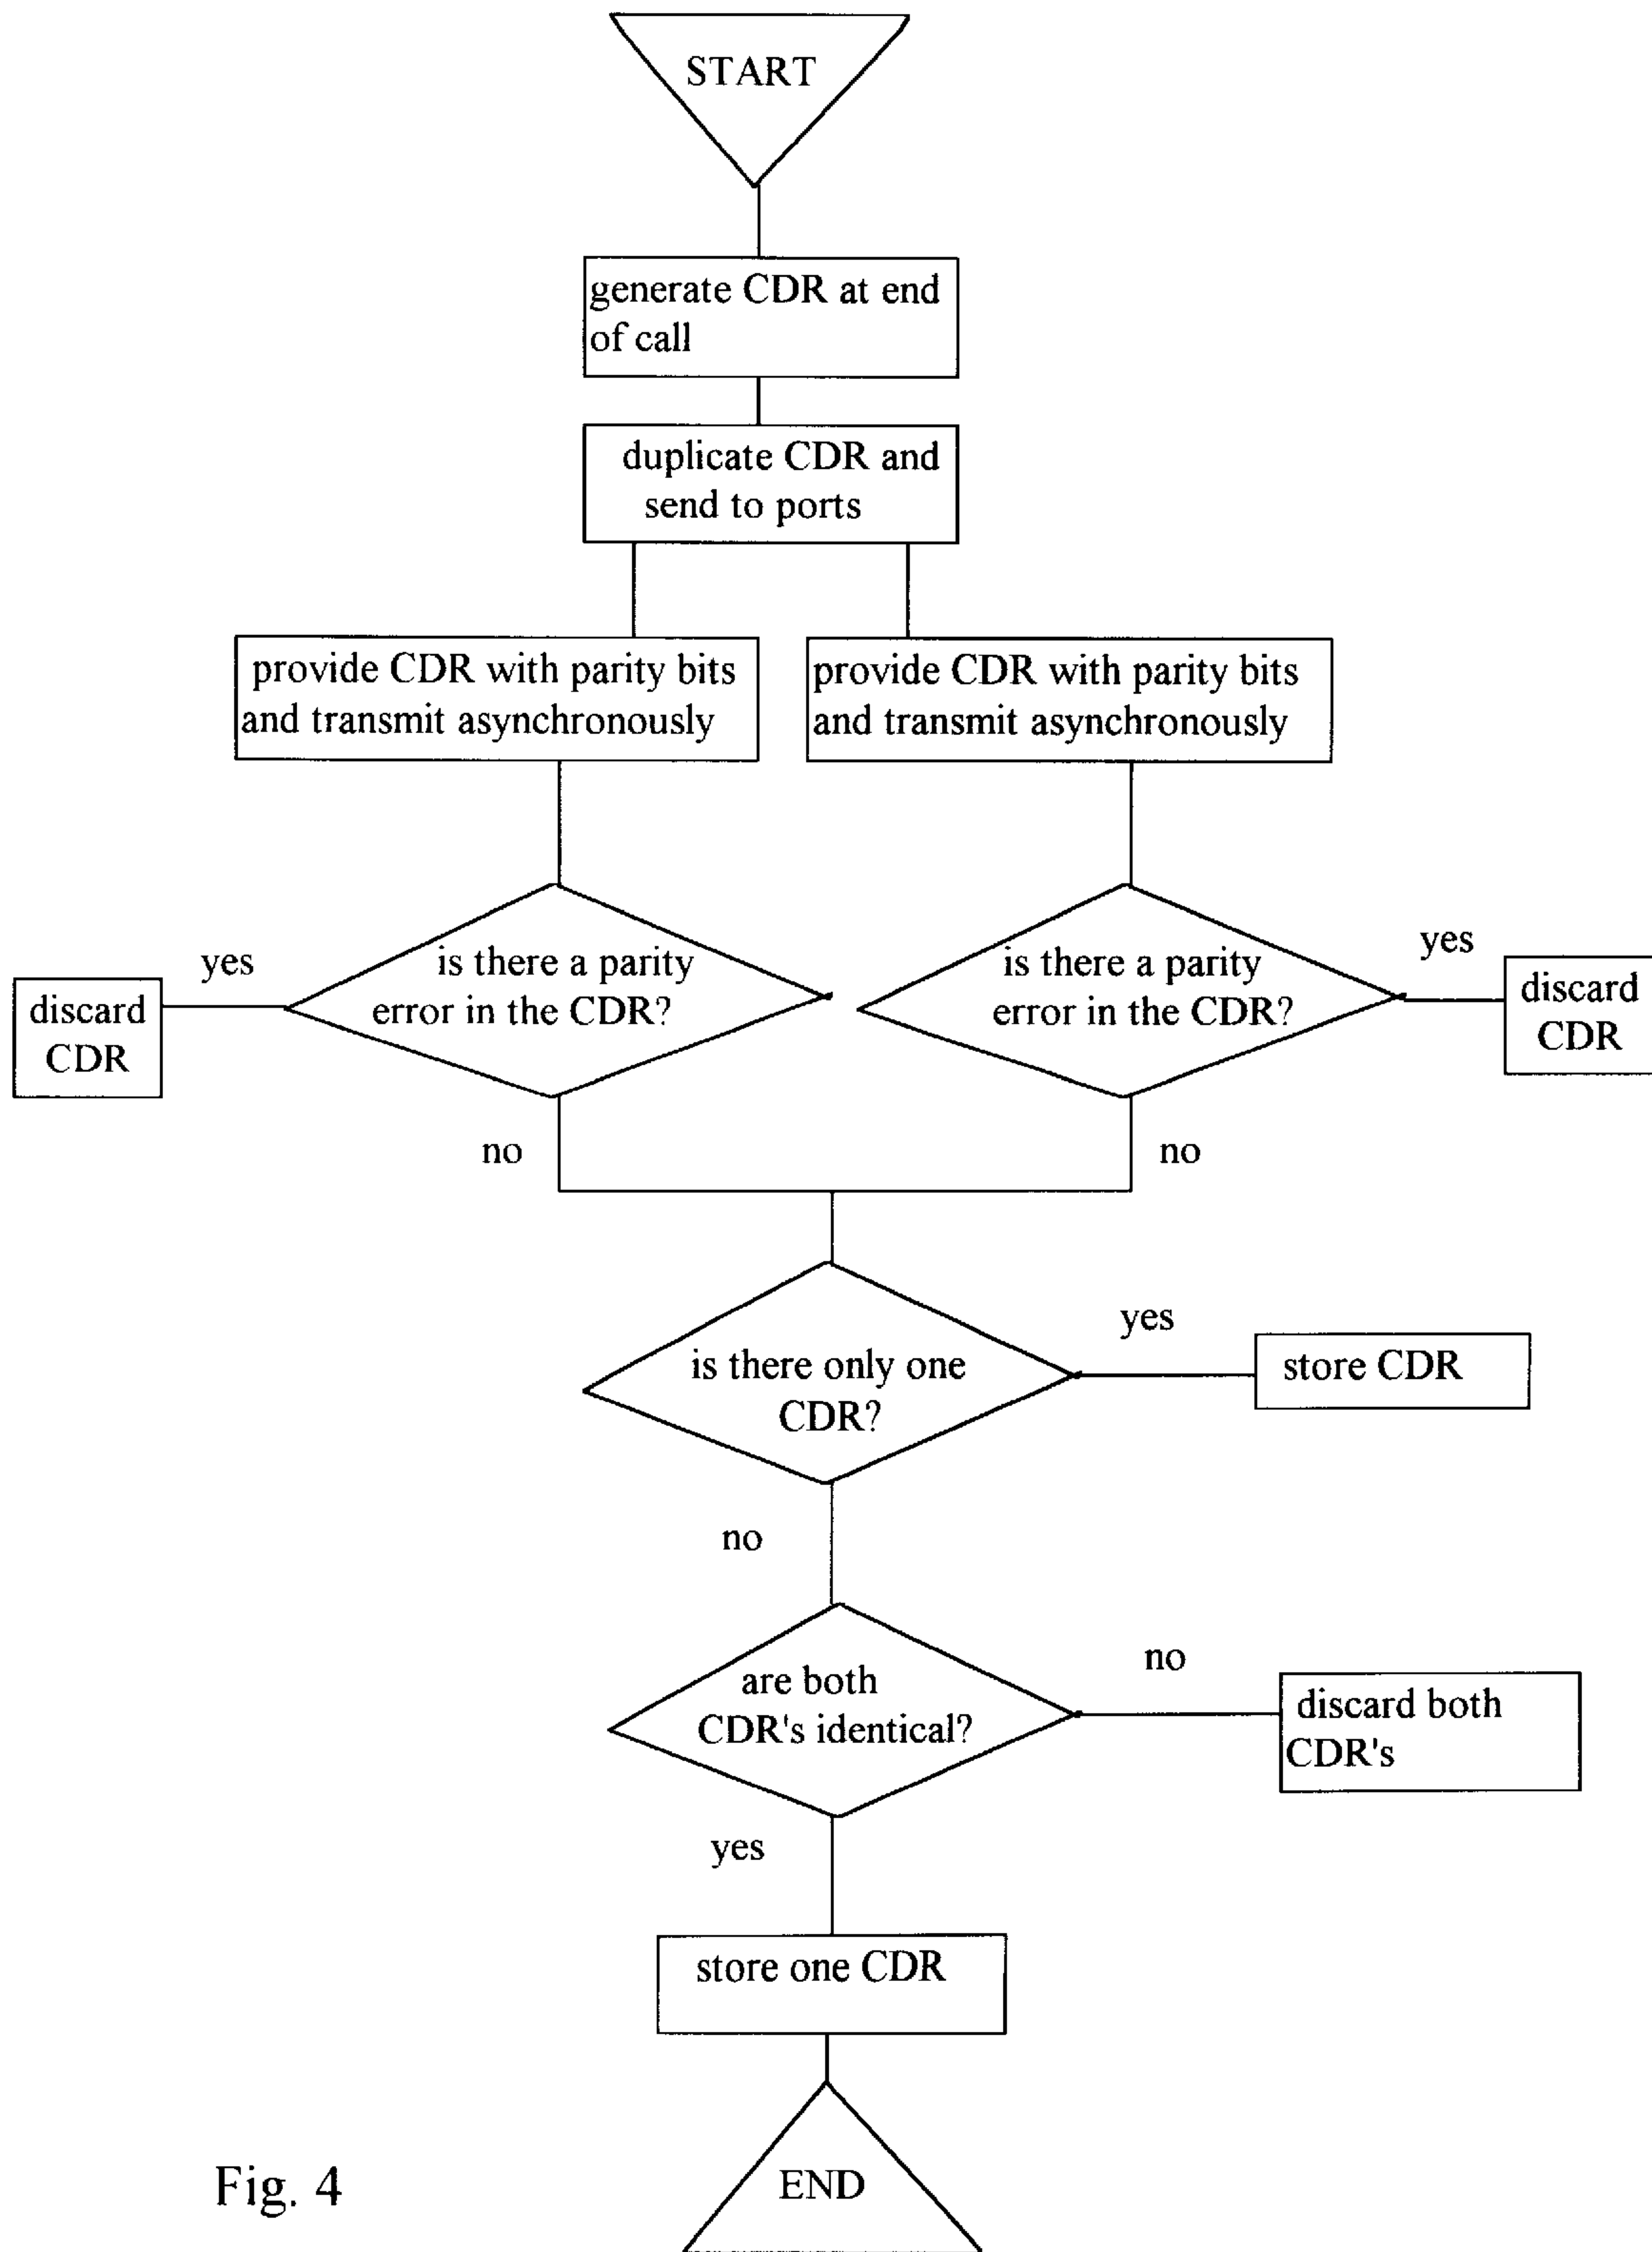 START
generate CDR at end
of call
duplicate CDR and
send to ports
provide CDR with parity bits
and transmit asynchronously
provide CDR with parity bits
and transmit asynchronously
yes
is there a parity
error in the CDR?
discard
CDR
is there a parity
error in the CDR?
yes
discard
CDR
no
no
is there only one
CDR?
yes
store CDR
no
are both
CDR's identical?
no
discard both
CDR's
yes
store one CDR
END
Fig. 4